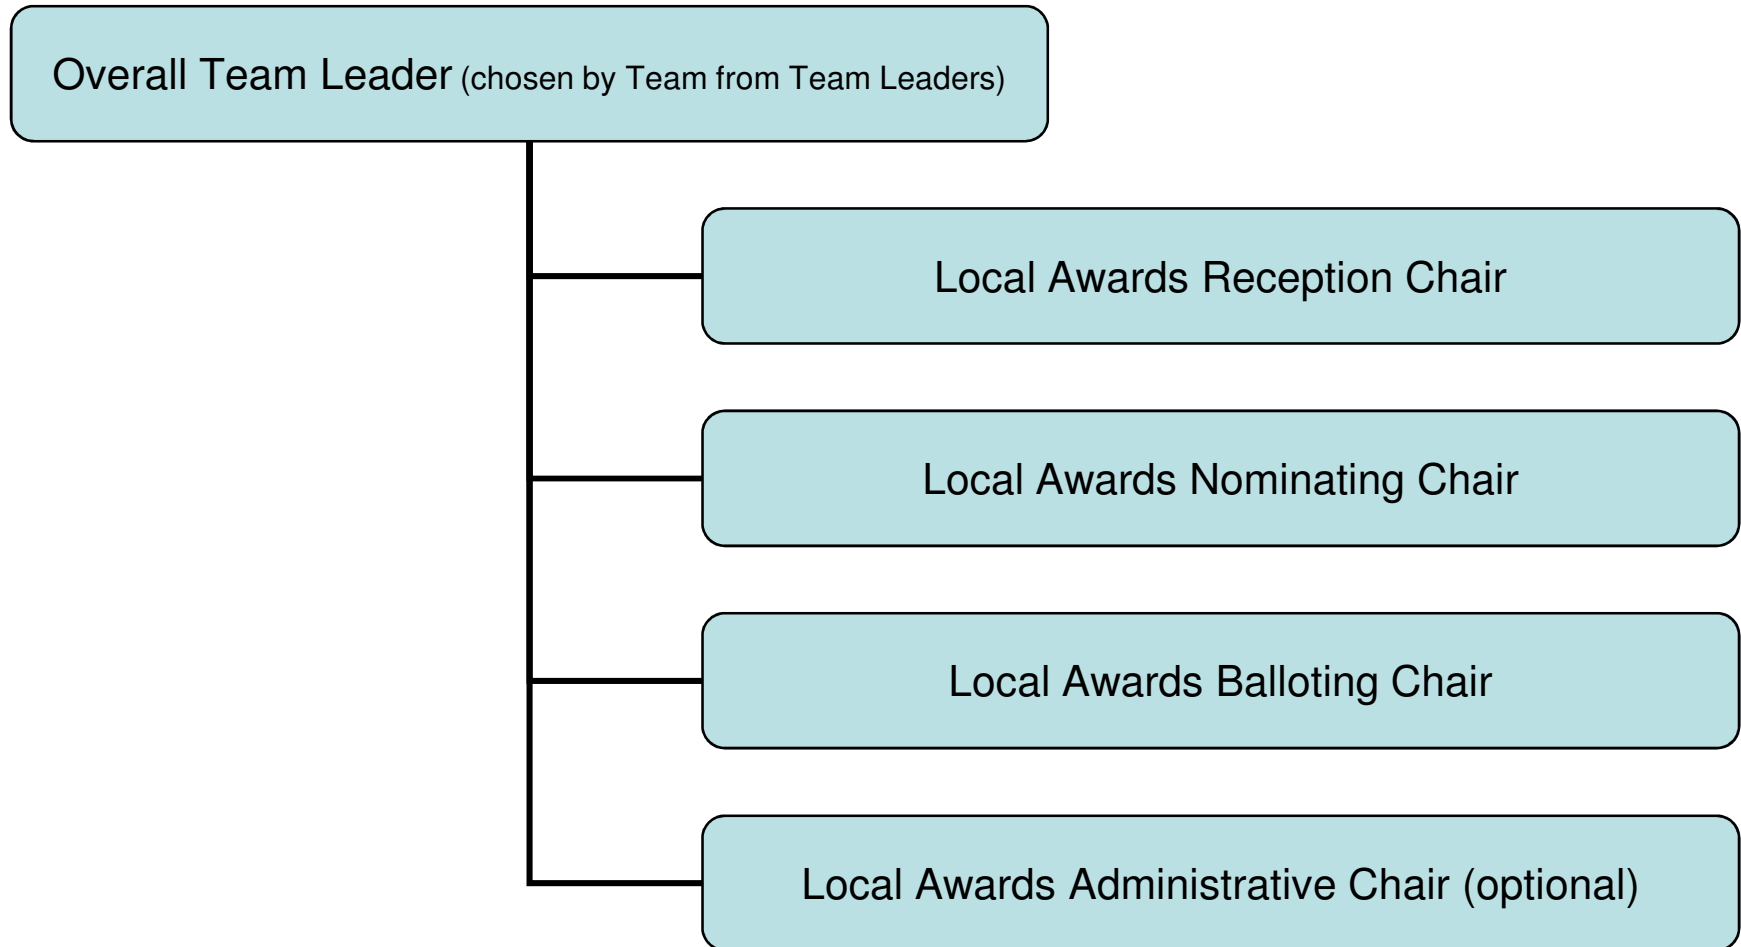 Overall Team Leader (chosen by Team from Team Leaders)
Local Awards Reception Chair
Local Awards Nominating Chair
Local Awards Balloting Chair
Local Awards Administrative Chair (optional)